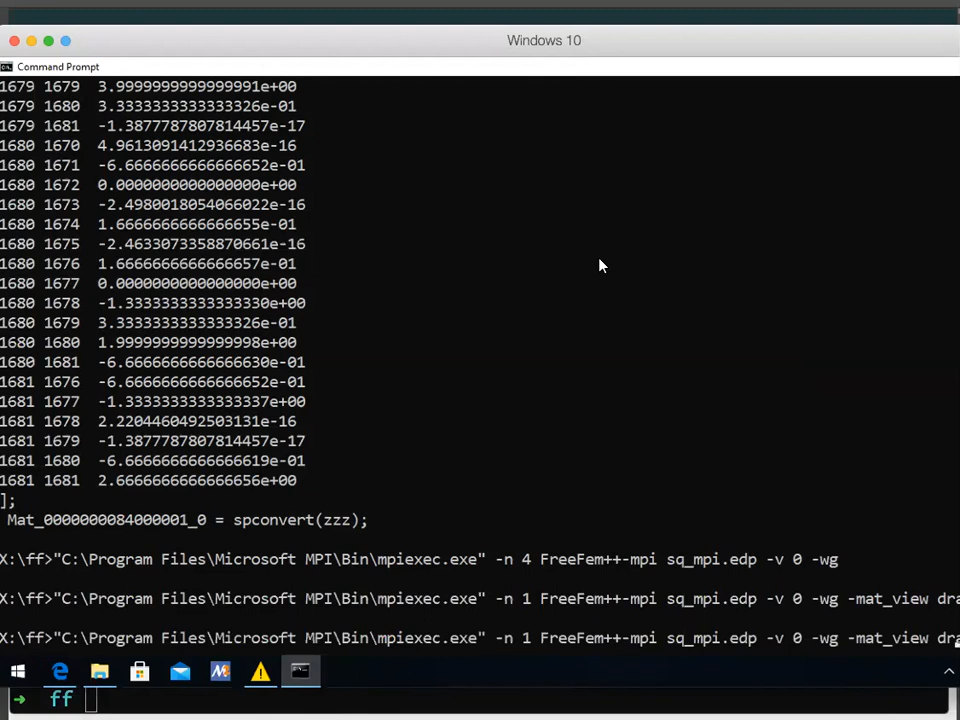 Windows 10
Command Prompt
1679 1679  3.9999999999999991e+00
1679 1680  3.3333333333333326e-01
1679 1681  -1.3877787807814457e-17
1680 1670  4.9613091412936683e-16
1680 1671  -6.6666666666666652e-01
1680 1672  0.0000000000000000e+00
1680 1673  -2.4980018054066022e-16
1680 1674  1.6666666666666655e-01
1680 1675  -2.4633073358870661e-16
1680 1676  1.6666666666666657e-01
1680 1677  0.0000000000000000e+00
1680 1678  -1.3333333333333330e+00
1680 1679  3.3333333333333326e-01
1680 1680  1.9999999999999998e+00
1680 1681  -6.6666666666666630e-01
1681 1676  -6.6666666666666652e-01
1681 1677  -1.3333333333333337e+00
1681 1678  2.2204460492503131e-16
1681 1679  -1.3877787807814457e-17
1681 1680  -6.6666666666666619e-01
1681 1681  2.6666666666666656e+00
];
Mat_0000000084000001_0 = spconvert(zzz);
X:\ff>"C:\Program Files\Microsoft MPI\Bin\mpiexec.exe" -n 4 FreeFem++-mpi sq_mpi.edp -v 0 -wg
X:\ff>"C:\Program Files\Microsoft MPI\Bin\mpiexec.exe" -n 1 FreeFem++-mpi sq_mpi.edp -v 0 -wg -mat_view dra
X:\ff>"C:\Program Files\Microsoft MPI\Bin\mpiexec.exe" -n 1 FreeFem++-mpi sq_mpi.edp -v 0 -wg -mat_view dra
→ ff